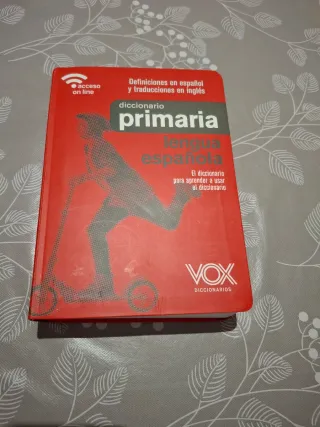 acceso
on line
Definiciones en español
y traducciones en inglés
diccionario
primaria
lengua
española
El diccionario
para aprender a usar
el diccionario
VOX
DICCIONARIOS